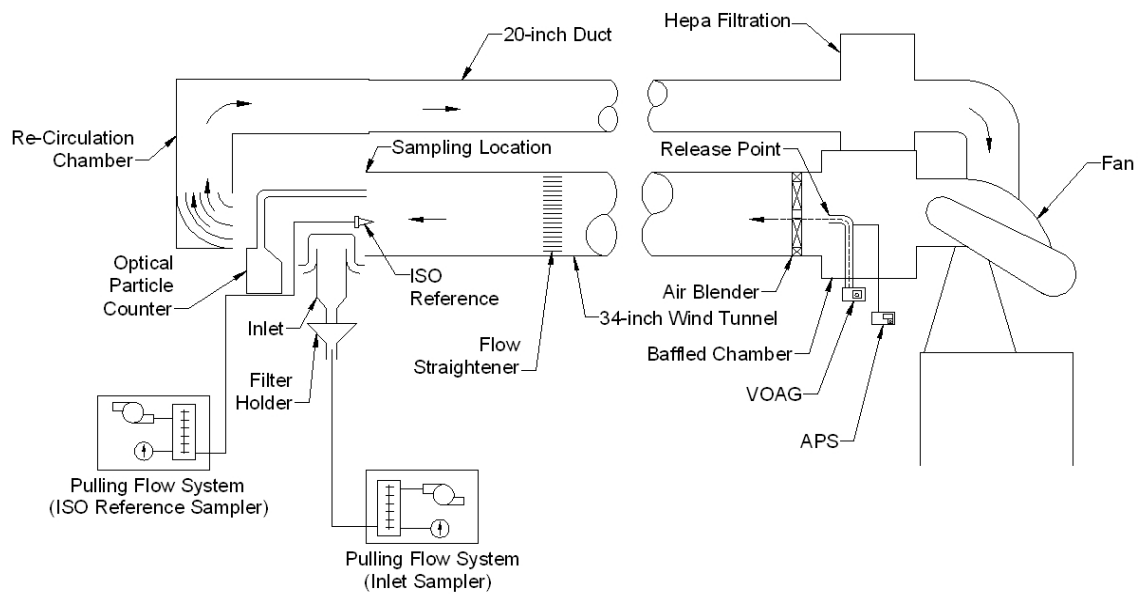 Hepa Filtration
20-inch Duct
Re-Circulation
Chamber
Sampling Location
Release Point
Fan
Optical
Particle
Counter
ISO
Reference
Air Blender
Inlet
34-inch Wind Tunnel
Flow
Straightener
Baffled Chamber
Filter
Holder
VOAG
APS
Pulling Flow System
(ISO Reference Sampler)
Pulling Flow System
(Inlet Sampler)